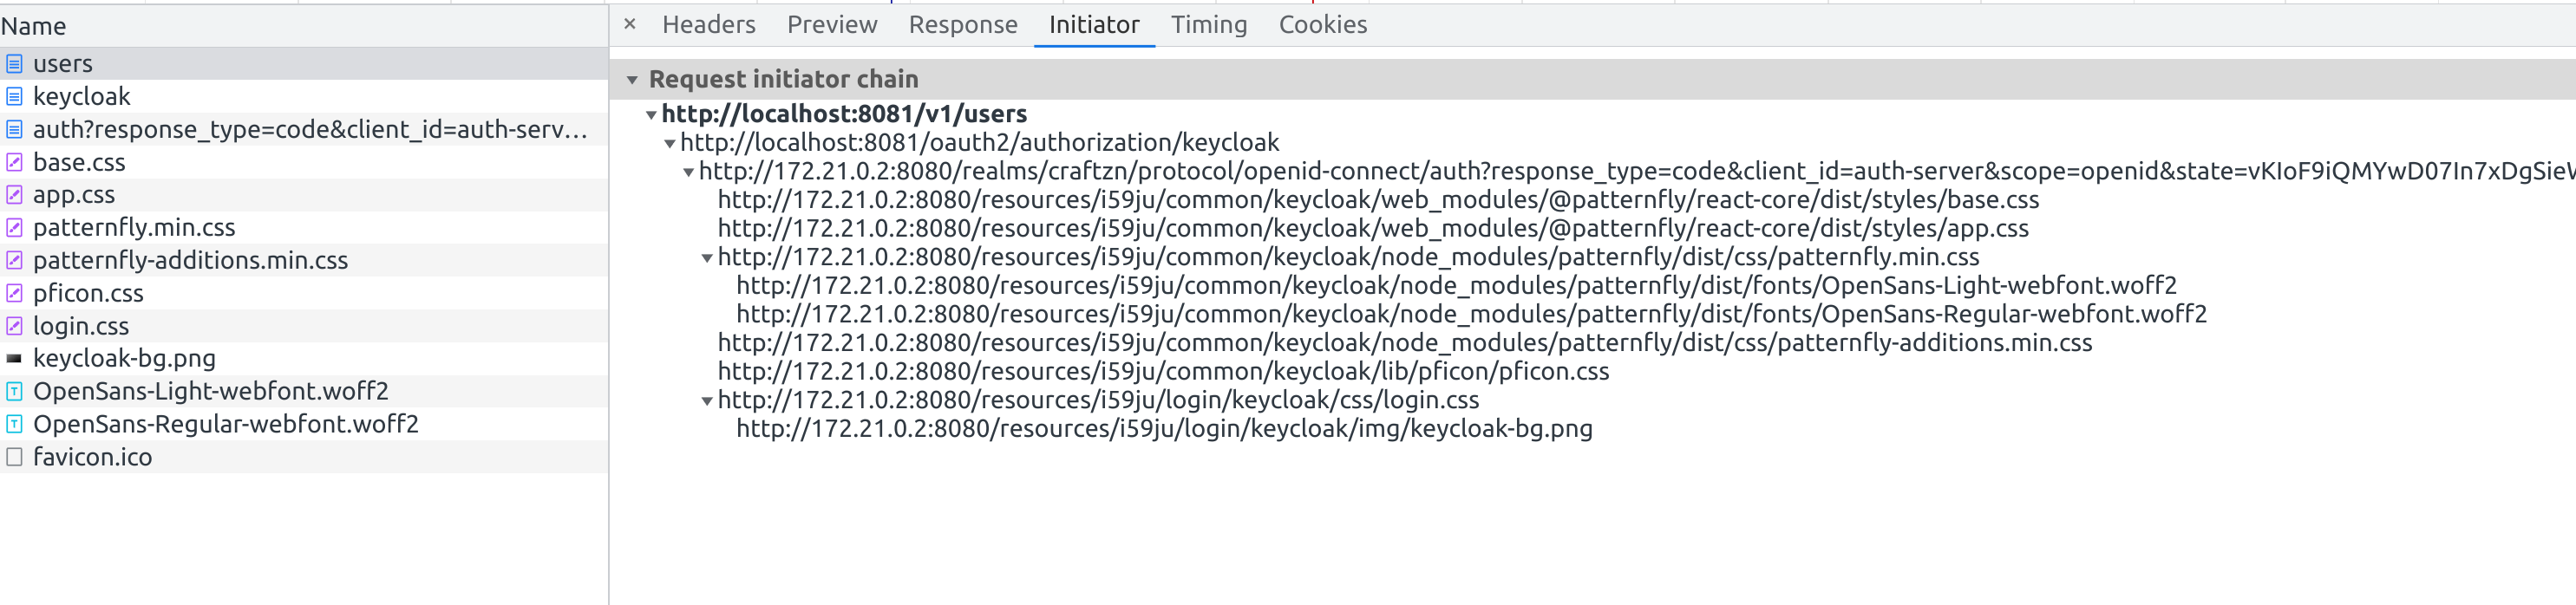 Name
users
keycloak
auth?response_type=code&client_id=auth-serv…
base.css
app.css
patternfly.min.css
patternfly-additions.min.css
pficon.css
login.css
keycloak-bg.png
OpenSans-Light-webfont.woff2
OpenSans-Regular-webfont.woff2
favicon.ico
× Headers Preview Response Initiator Timing Cookies
Request initiator chain
http://localhost:8081/v1/users
http://localhost:8081/oauth2/authorization/keycloak
http://172.21.0.2:8080/realms/craftzn/protocol/openid-connect/auth?response_type=code&client_id=auth-server&scope=openid&state=vKIoF9iQMYwD07In7xDgSieW
http://172.21.0.2:8080/resources/i59ju/common/keycloak/web_modules/@patternfly/react-core/dist/styles/base.css
http://172.21.0.2:8080/resources/i59ju/common/keycloak/web_modules/@patternfly/react-core/dist/styles/app.css
http://172.21.0.2:8080/resources/i59ju/common/keycloak/node_modules/patternfly/dist/css/patternfly.min.css
http://172.21.0.2:8080/resources/i59ju/common/keycloak/node_modules/patternfly/dist/fonts/OpenSans-Light-webfont.woff2
http://172.21.0.2:8080/resources/i59ju/common/keycloak/node_modules/patternfly/dist/fonts/OpenSans-Regular-webfont.woff2
http://172.21.0.2:8080/resources/i59ju/common/keycloak/node_modules/patternfly/dist/css/patternfly-additions.min.css
http://172.21.0.2:8080/resources/i59ju/common/keycloak/lib/pficon/pficon.css
http://172.21.0.2:8080/resources/i59ju/login/keycloak/css/login.css
http://172.21.0.2:8080/resources/i59ju/login/keycloak/img/keycloak-bg.png